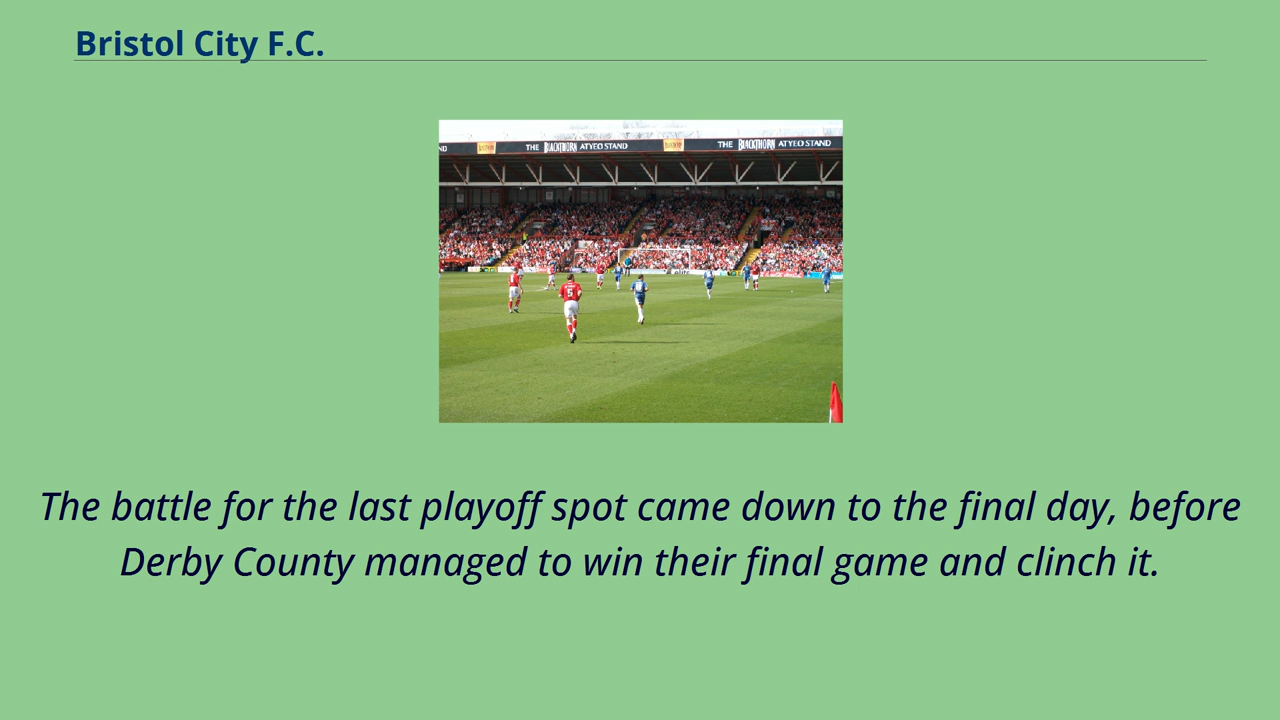 Bristol City F.C.
THE BLACKTHORN ATYEO STAND THE BLACKTHORN ATYEO STAND
5
The battle for the last playoff spot came down to the final day, before
Derby County managed to win their final game and clinch it.